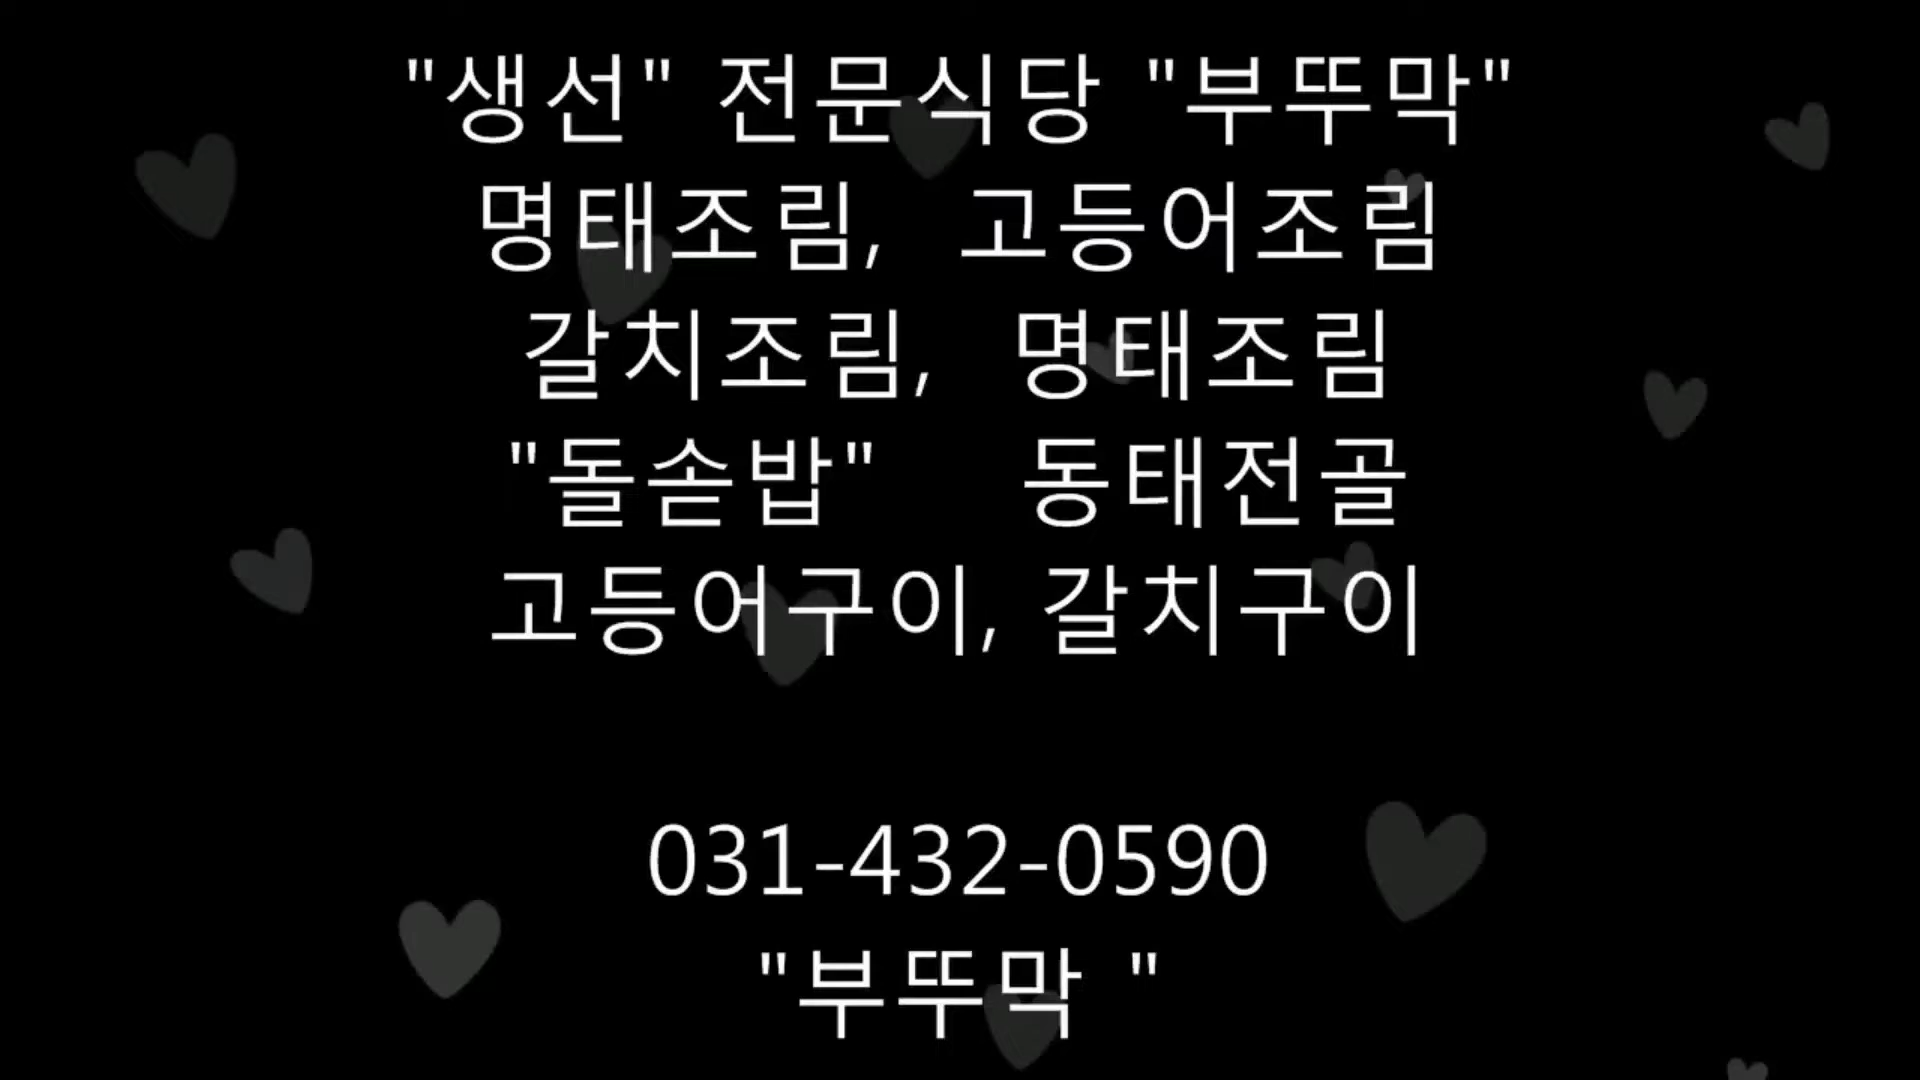 "생선" 전문식당 "부뚜막"
명태조림, 고등어조림
갈치조림, 명태조림
"돌솥밥" 동태전골
고등어구이, 갈치구이
031-432-0590
"부뚜막 "